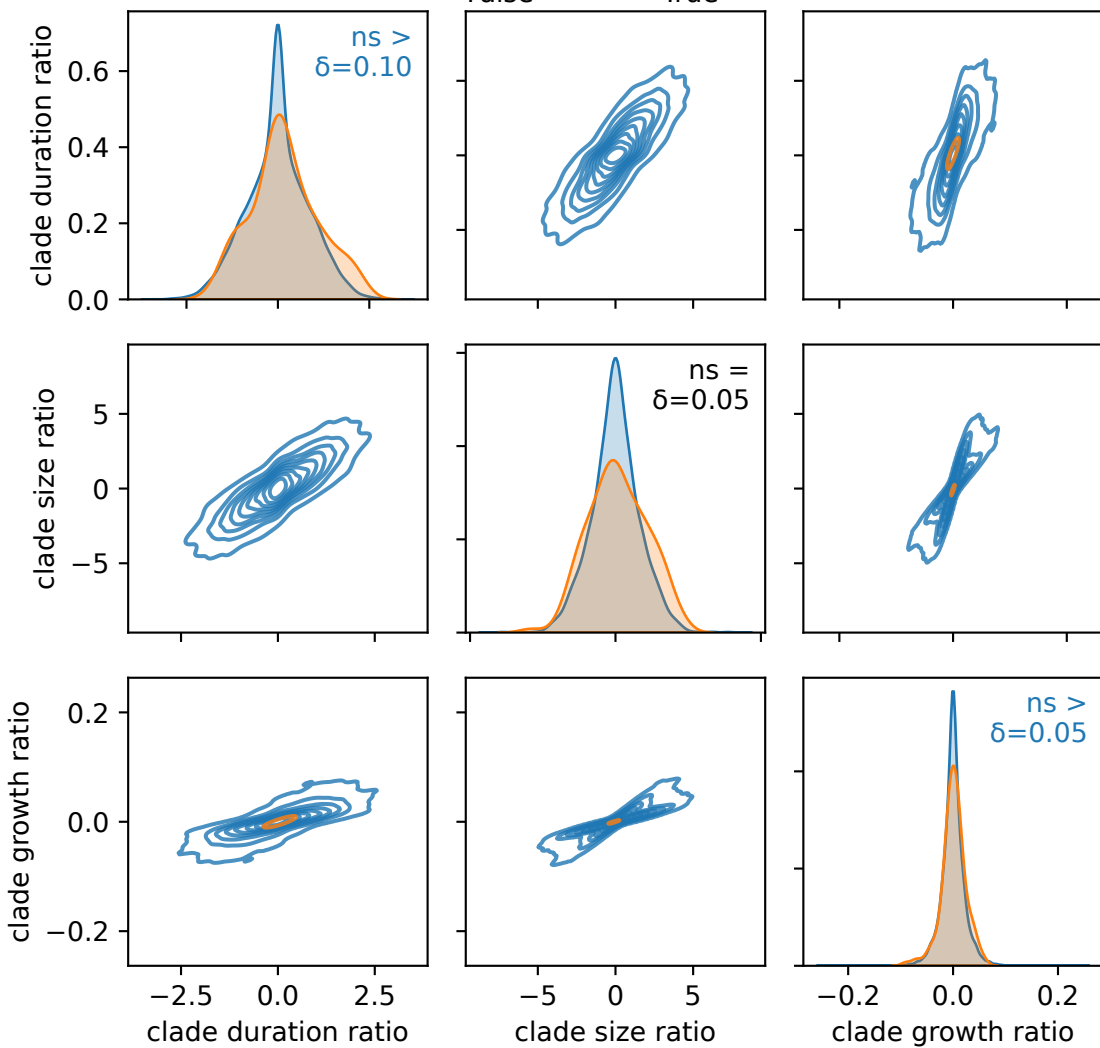 clade duration ratio
0.6
0.4
0.2
0.0
ns >
δ=0.10
clade size ratio
5
0
−5
ns =
δ=0.05
clade growth ratio
0.2
0.0
−0.2
ns >
δ=0.05
−2.5 0.0 2.5
clade duration ratio
−5 0 5
clade size ratio
−0.2 0.0 0.2
clade growth ratio